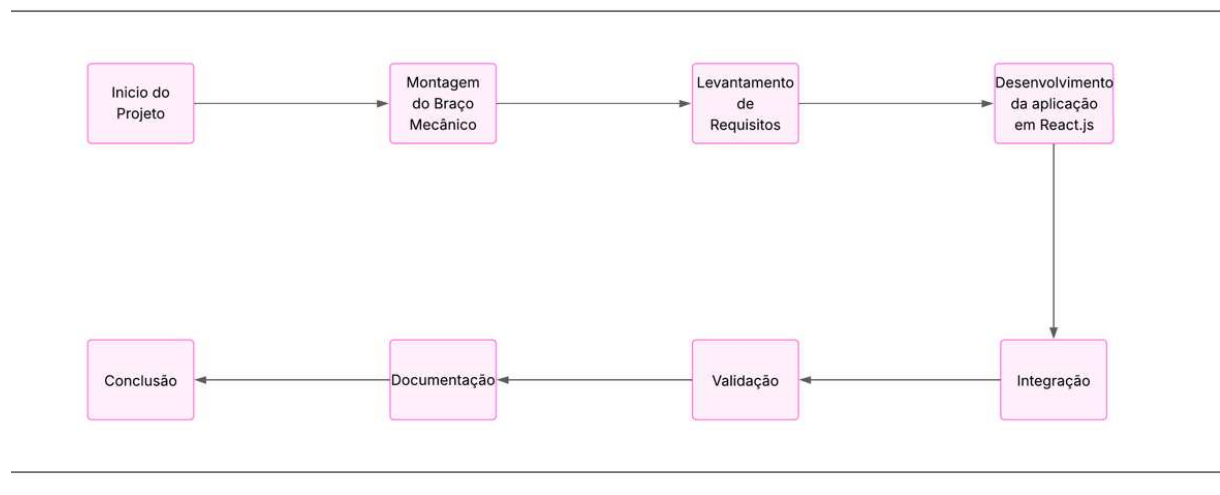 Inicio do
Projeto
Montagem
do Braço
Mecânico
Levantamento
de
Requisitos
Desenvolvimento
da aplicação
em React.js
Integração
Validação
Documentação
Conclusão